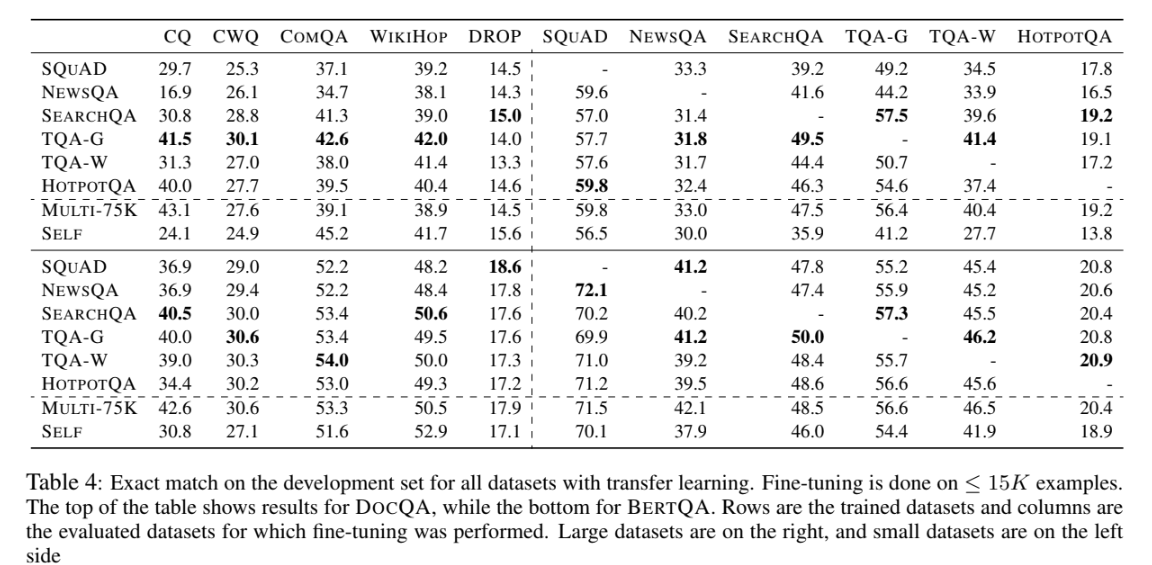 CQ CWQ COMQA WIKIHOP DROP SQUAD NEWSQA SEARCHQA TQA-G TQA-W HOTPOTQA
SQUAD 29.7 25.3 37.1 39.2 14.5 - 33.3 39.2 49.2 34.5 17.8
NEWSQA 16.9 26.1 34.7 38.1 14.3 59.6 - 41.6 44.2 33.9 16.5
SEARCHQA 30.8 28.8 41.3 39.0 15.0 57.0 31.4 - 57.5 39.6 19.2
TQA-G 41.5 30.1 42.6 42.0 14.0 57.7 31.8 49.5 - 41.4 19.1
TQA-W 31.3 27.0 38.0 41.4 13.3 57.6 31.7 44.4 50.7 - 17.2
HOTPOTQA 40.0 27.7 39.5 40.4 14.6 59.8 32.4 46.3 54.6 37.4 -
MULTI-75K 43.1 27.6 39.1 38.9 14.5 59.8 33.0 47.5 56.4 40.4 19.2
SELF 24.1 24.9 45.2 41.7 15.6 56.5 30.0 35.9 41.2 27.7 13.8
SQUAD 36.9 29.0 52.2 48.2 18.6 - 41.2 47.8 55.2 45.4 20.8
NEWSQA 36.9 29.4 52.2 48.4 17.8 72.1 - 47.4 55.9 45.2 20.6
SEARCHQA 40.5 30.0 53.4 50.6 17.6 70.2 40.2 - 57.3 45.5 20.4
TQA-G 40.0 30.6 53.4 49.5 17.6 69.9 41.2 50.0 - 46.2 20.8
TQA-W 39.0 30.3 54.0 50.0 17.3 71.0 39.2 48.4 55.7 - 20.9
HOTPOTQA 34.4 30.2 53.0 49.3 17.2 71.2 39.5 48.6 56.6 45.6 -
MULTI-75K 42.6 30.6 53.3 50.5 17.9 71.5 42.1 48.5 56.6 46.5 20.4
SELF 30.8 27.1 51.6 52.9 17.1 70.1 37.9 46.0 54.4 41.9 18.9
Table 4: Exact match on the development set for all datasets with transfer learning. Fine-tuning is done on ≤ 15K examples.
The top of the table shows results for DOCQA, while the bottom for BERTQA. Rows are the trained datasets and columns are
the evaluated datasets for which fine-tuning was performed. Large datasets are on the right, and small datasets are on the left
side